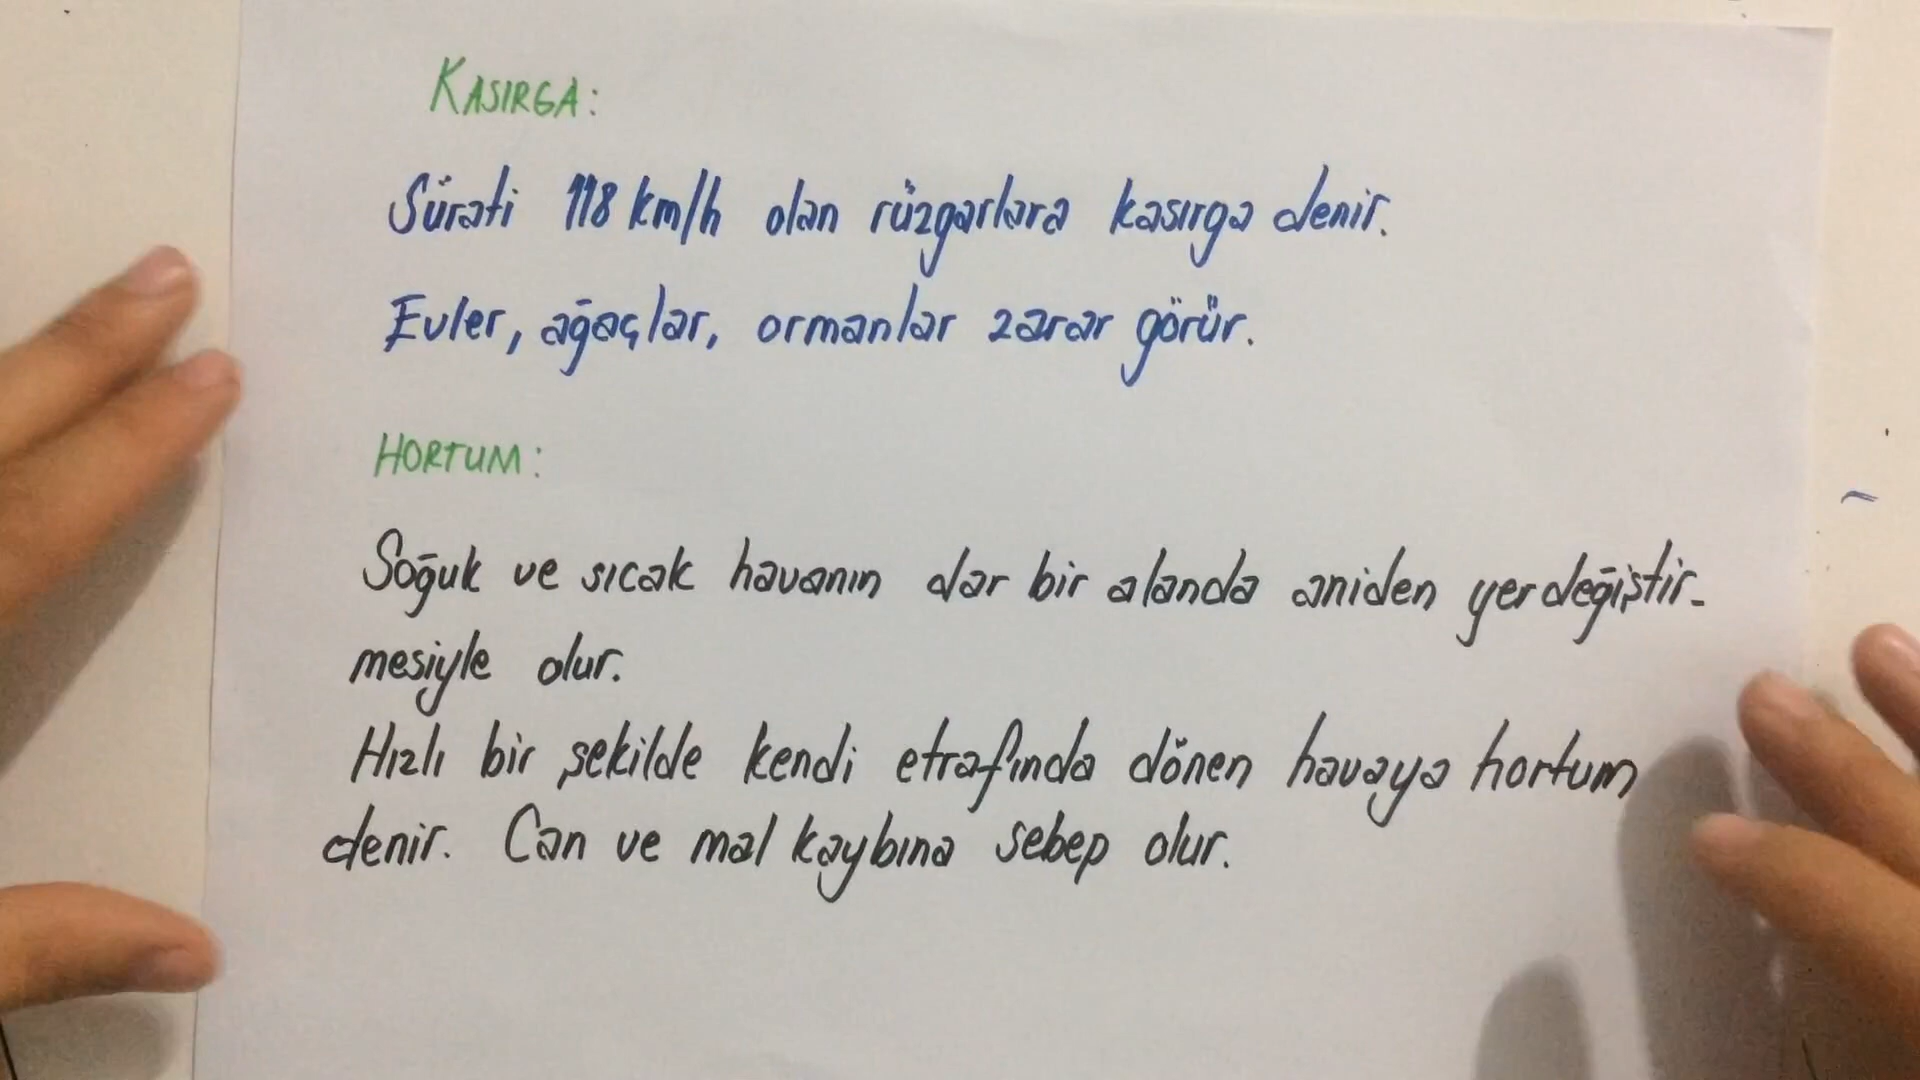 KASIRGA:
Sürati 118 km/h olan rüzgarlara kasırga denir.
Evler, ağaçlar, ormanlar zarar görür.
HORTUM:
Soğuk ve sıcak havanın dar bir alanda aniden yerdeğiştir-
mesiyle olur.
Hızlı bir şekilde kendi etrafında dönen havaya hortum
denir. Can ve mal kaybına sebep olur.